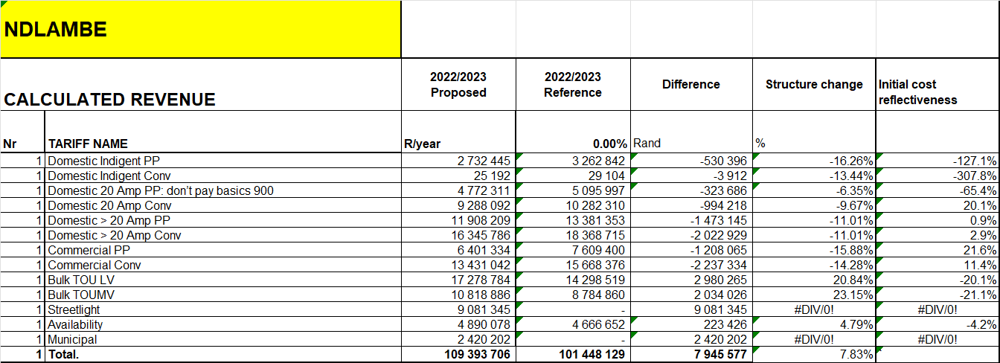 NDLAMBE
CALCULATED REVENUE 2022/2023 Proposed 2022/2023 Reference Difference Structure change Initial cost reflectiveness
Nr TARIFF NAME R/year 0.00% Rand %
1 Domestic Indigent PP 2 732 445 3 262 842 -530 396 -16.26% -127.1%
1 Domestic Indigent Conv 25 192 29 104 -3 912 -13.44% -307.8%
1 Domestic 20 Amp PP: don't pay basics 900 4 772 311 5 095 997 -323 686 -6.35% -65.4%
1 Domestic 20 Amp Conv 9 288 092 10 282 310 -994 218 -9.67% 20.1%
1 Domestic > 20 Amp PP 11 908 209 13 381 353 -1 473 145 -11.01% 0.9%
1 Domestic > 20 Amp Conv 16 345 786 18 368 715 -2 022 929 -11.01% 2.9%
1 Commercial PP 6 401 334 7 609 400 -1 208 065 -15.88% 21.6%
1 Commercial Conv 13 431 042 15 668 376 -2 237 334 -14.28% 11.4%
1 Bulk TOU LV 17 278 784 14 298 519 2 980 265 20.84% -20.1%
1 Bulk TOUMV 10 818 886 8 784 860 2 034 026 23.15% -21.1%
1 Streetlight 9 081 345 - 9 081 345 #DIV/0! #DIV/0!
1 Availability 4 890 078 4 666 652 223 426 4.79% -4.2%
1 Municipal 2 420 202 - 2 420 202 #DIV/0! #DIV/0!
1 Total. 109 393 706 101 448 129 7 945 577 7.83%